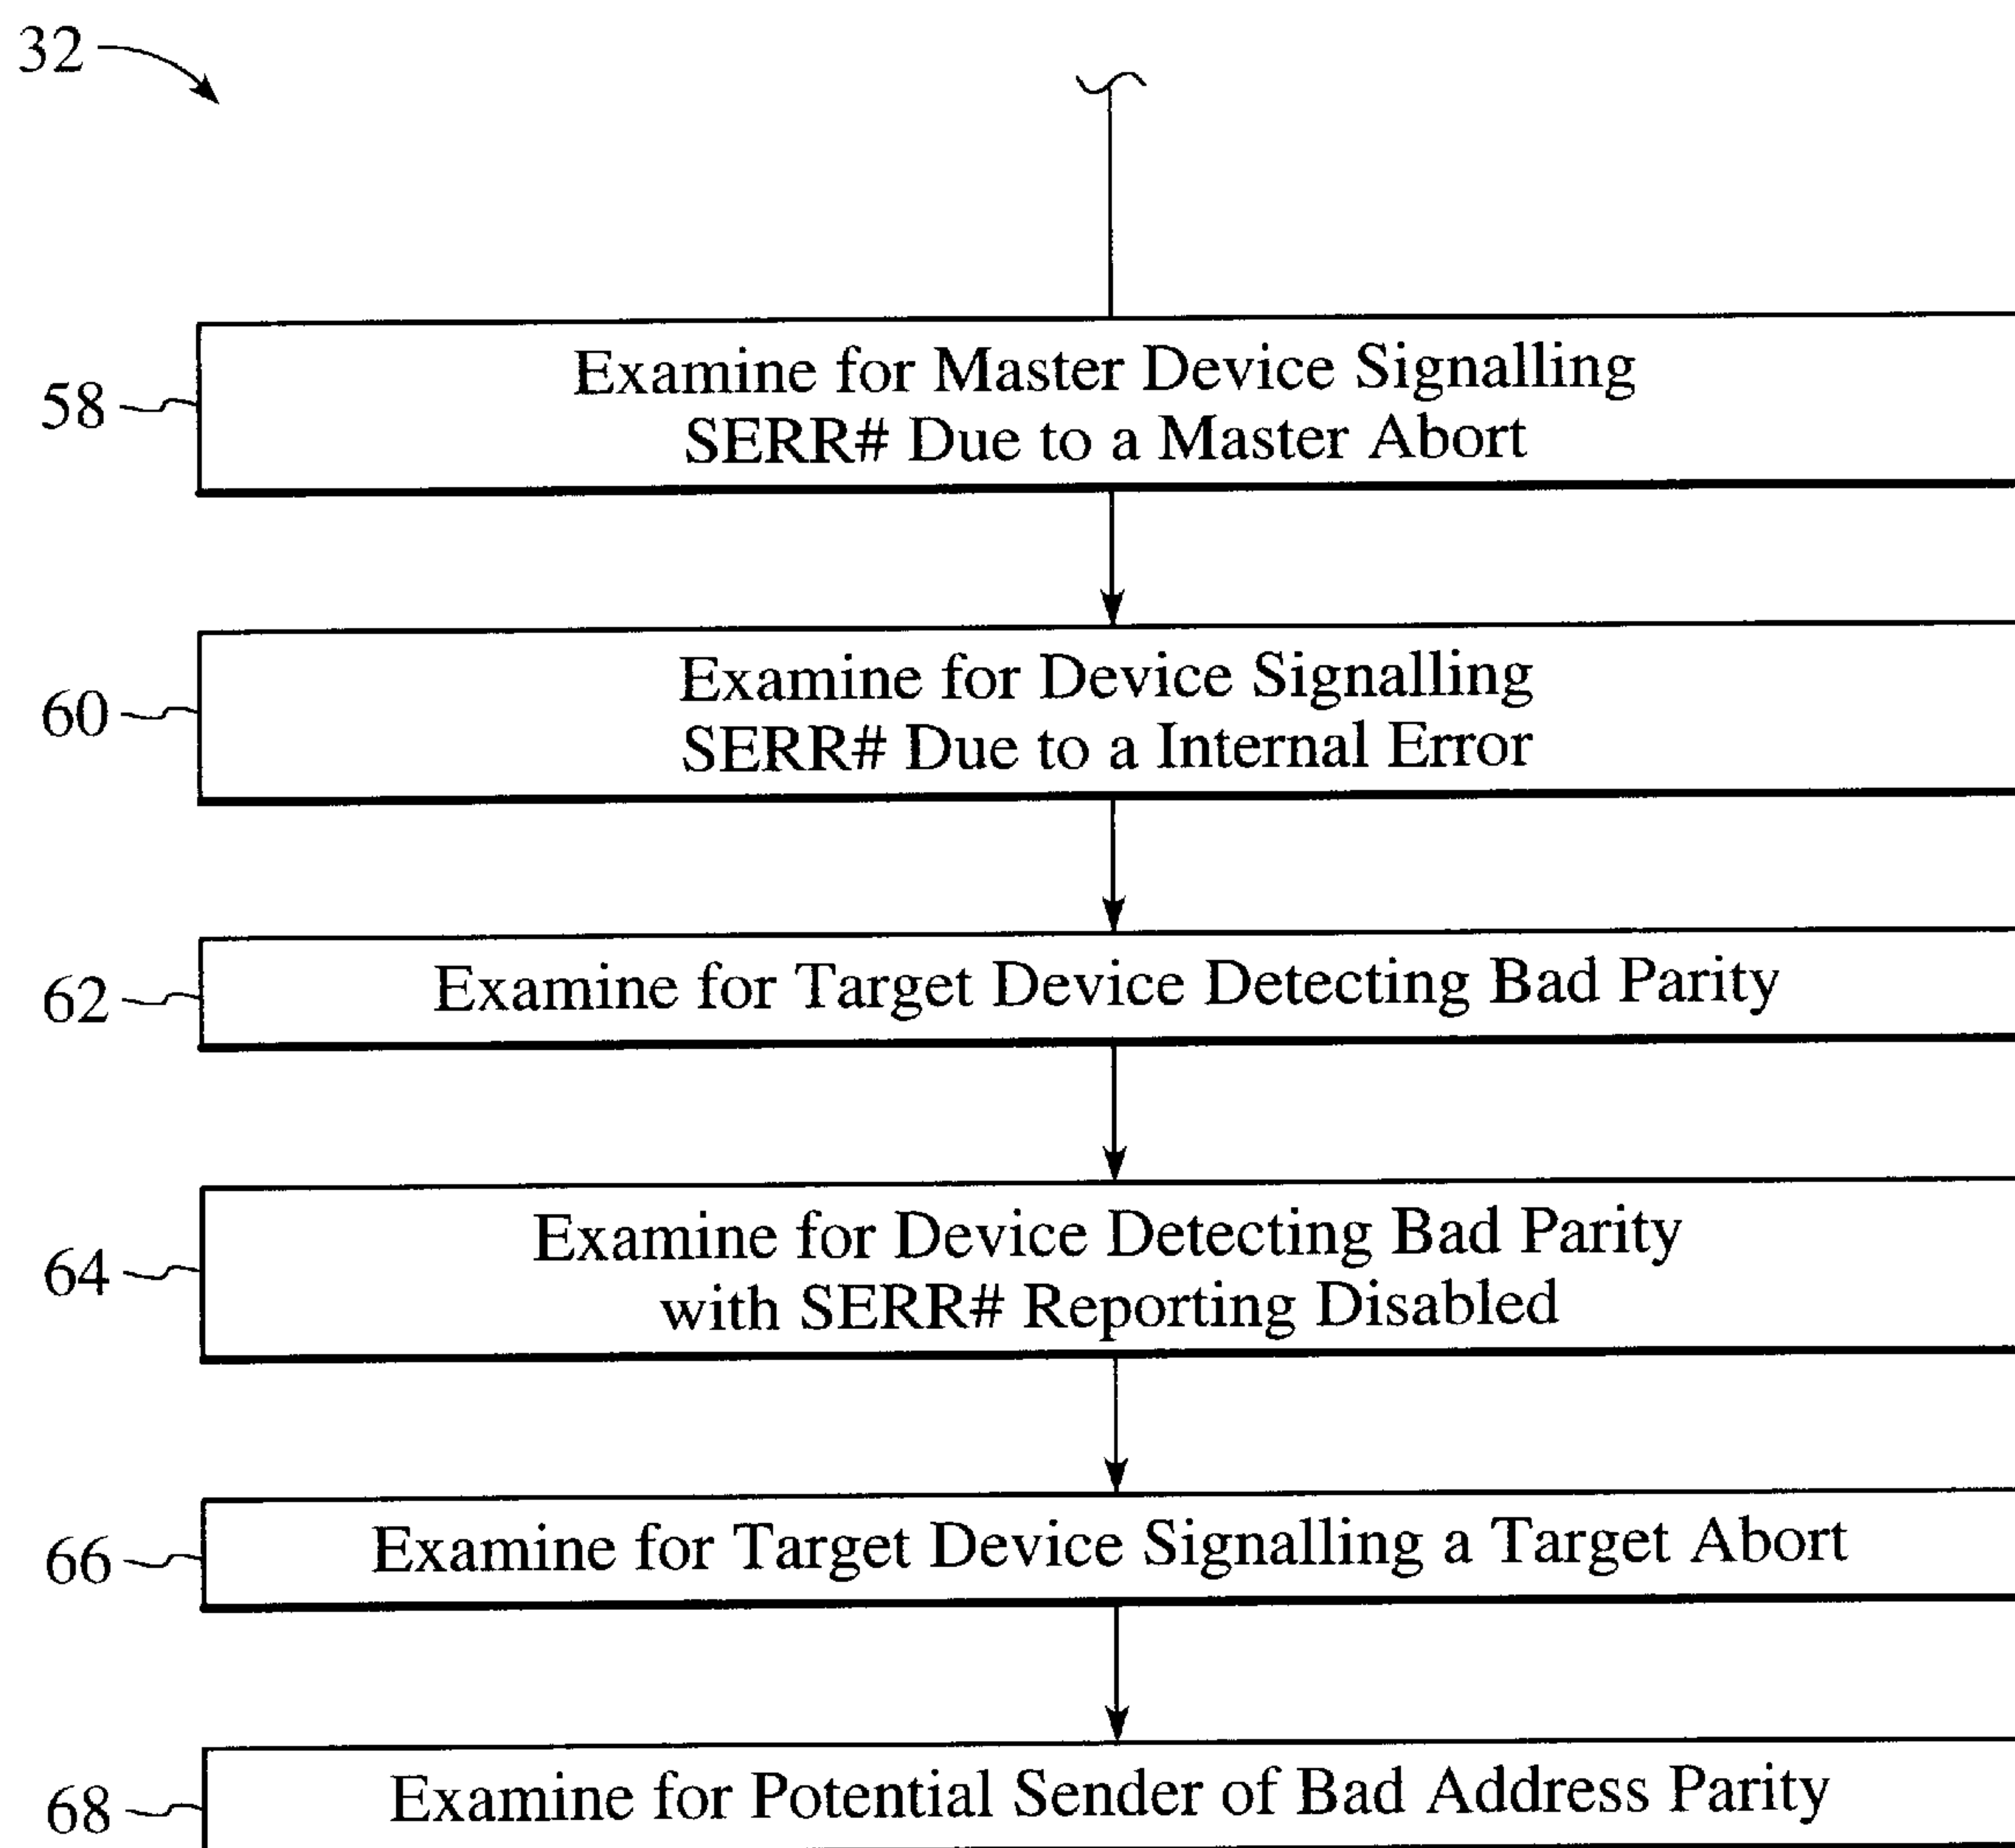 32
58
Examine for Master Device Signalling
SERR# Due to a Master Abort
60
Examine for Device Signalling
SERR# Due to a Internal Error
62
Examine for Target Device Detecting Bad Parity
64
Examine for Device Detecting Bad Parity
with SERR# Reporting Disabled
66
Examine for Target Device Signalling a Target Abort
68
Examine for Potential Sender of Bad Address Parity